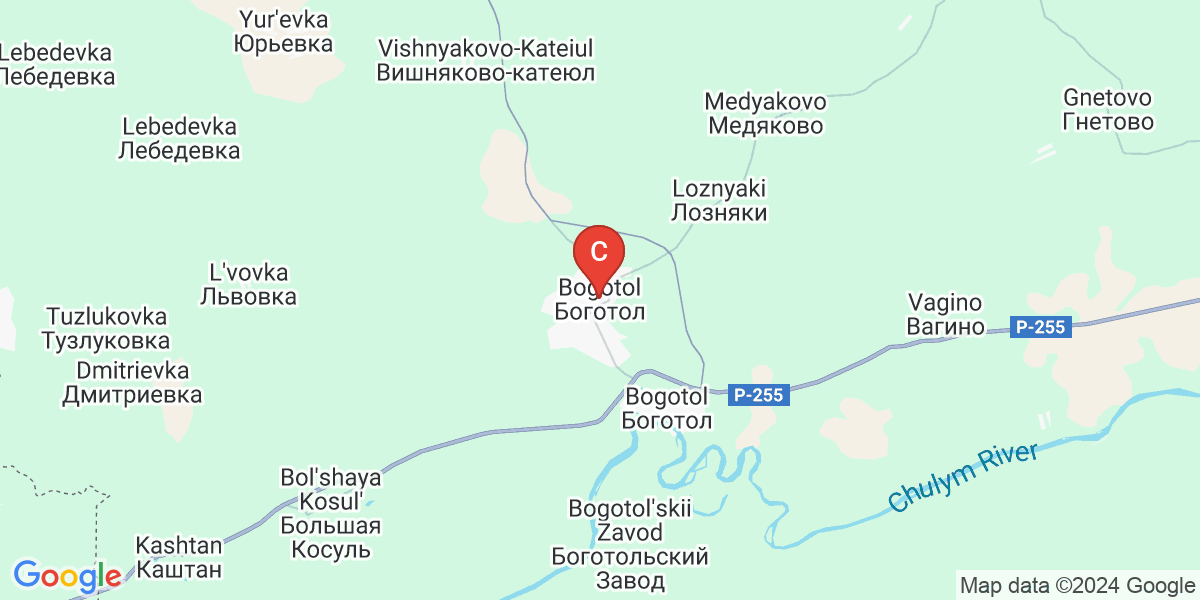 Yur'evka
Юрьевка
Lebedevka
Лебедевка
Vishnyakovo-Kateiul
Вишняково-катеюл
Medyakovo
Медяково
Gnetovo
Гнетово
Lebedevka
Лебедевка
Loznyaki
Лозняки
C
L'vovka
Львовка
Bogotol
Боготол
Vagino
Вагино
P-255
Tuzlukovka
Тузлуковка
Dmitrievka
Дмитриевка
P-255
Bogotol
Боготол
Chulym River
Bol'shaya
Kosul'
Большая
Косуль
Bogotol'skii
Zavod
Боготольский
Завод
Kashtan
Каштан
Google
Map data ©2024 Google